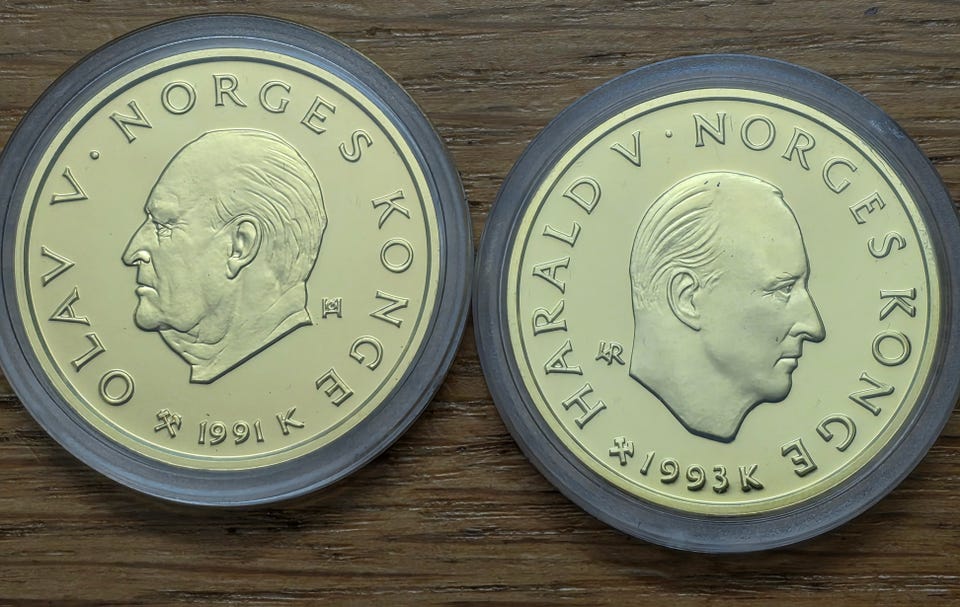 OLAV V · NORGES KONGE
1991 K
HARALD V · NORGES KONGE
1993 K